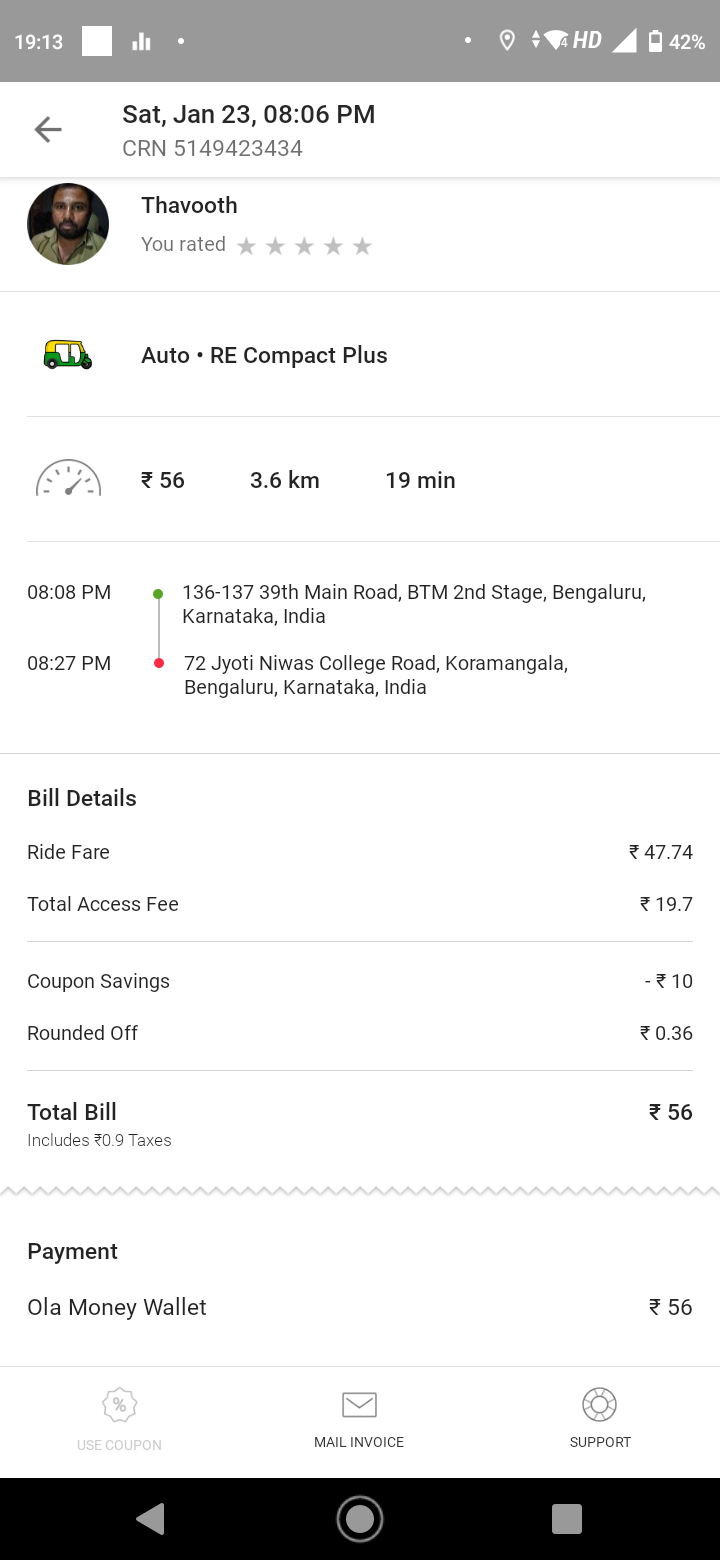 19:13
4 HD 42%
Sat, Jan 23, 08:06 PM
CRN 5149423434
Thavooth
You rated
Auto • RE Compact Plus
₹ 56 3.6 km 19 min
08:08 PM 136-137 39th Main Road, BTM 2nd Stage, Bengaluru,
Karnataka, India
08:27 PM 72 Jyoti Niwas College Road, Koramangala,
Bengaluru, Karnataka, India
Bill Details
Ride Fare ₹ 47.74
Total Access Fee ₹ 19.7
Coupon Savings - ₹ 10
Rounded Off ₹ 0.36
Total Bill ₹ 56
Includes ₹0.9 Taxes
Payment
Ola Money Wallet ₹ 56
%
USE COUPON MAIL INVOICE SUPPORT